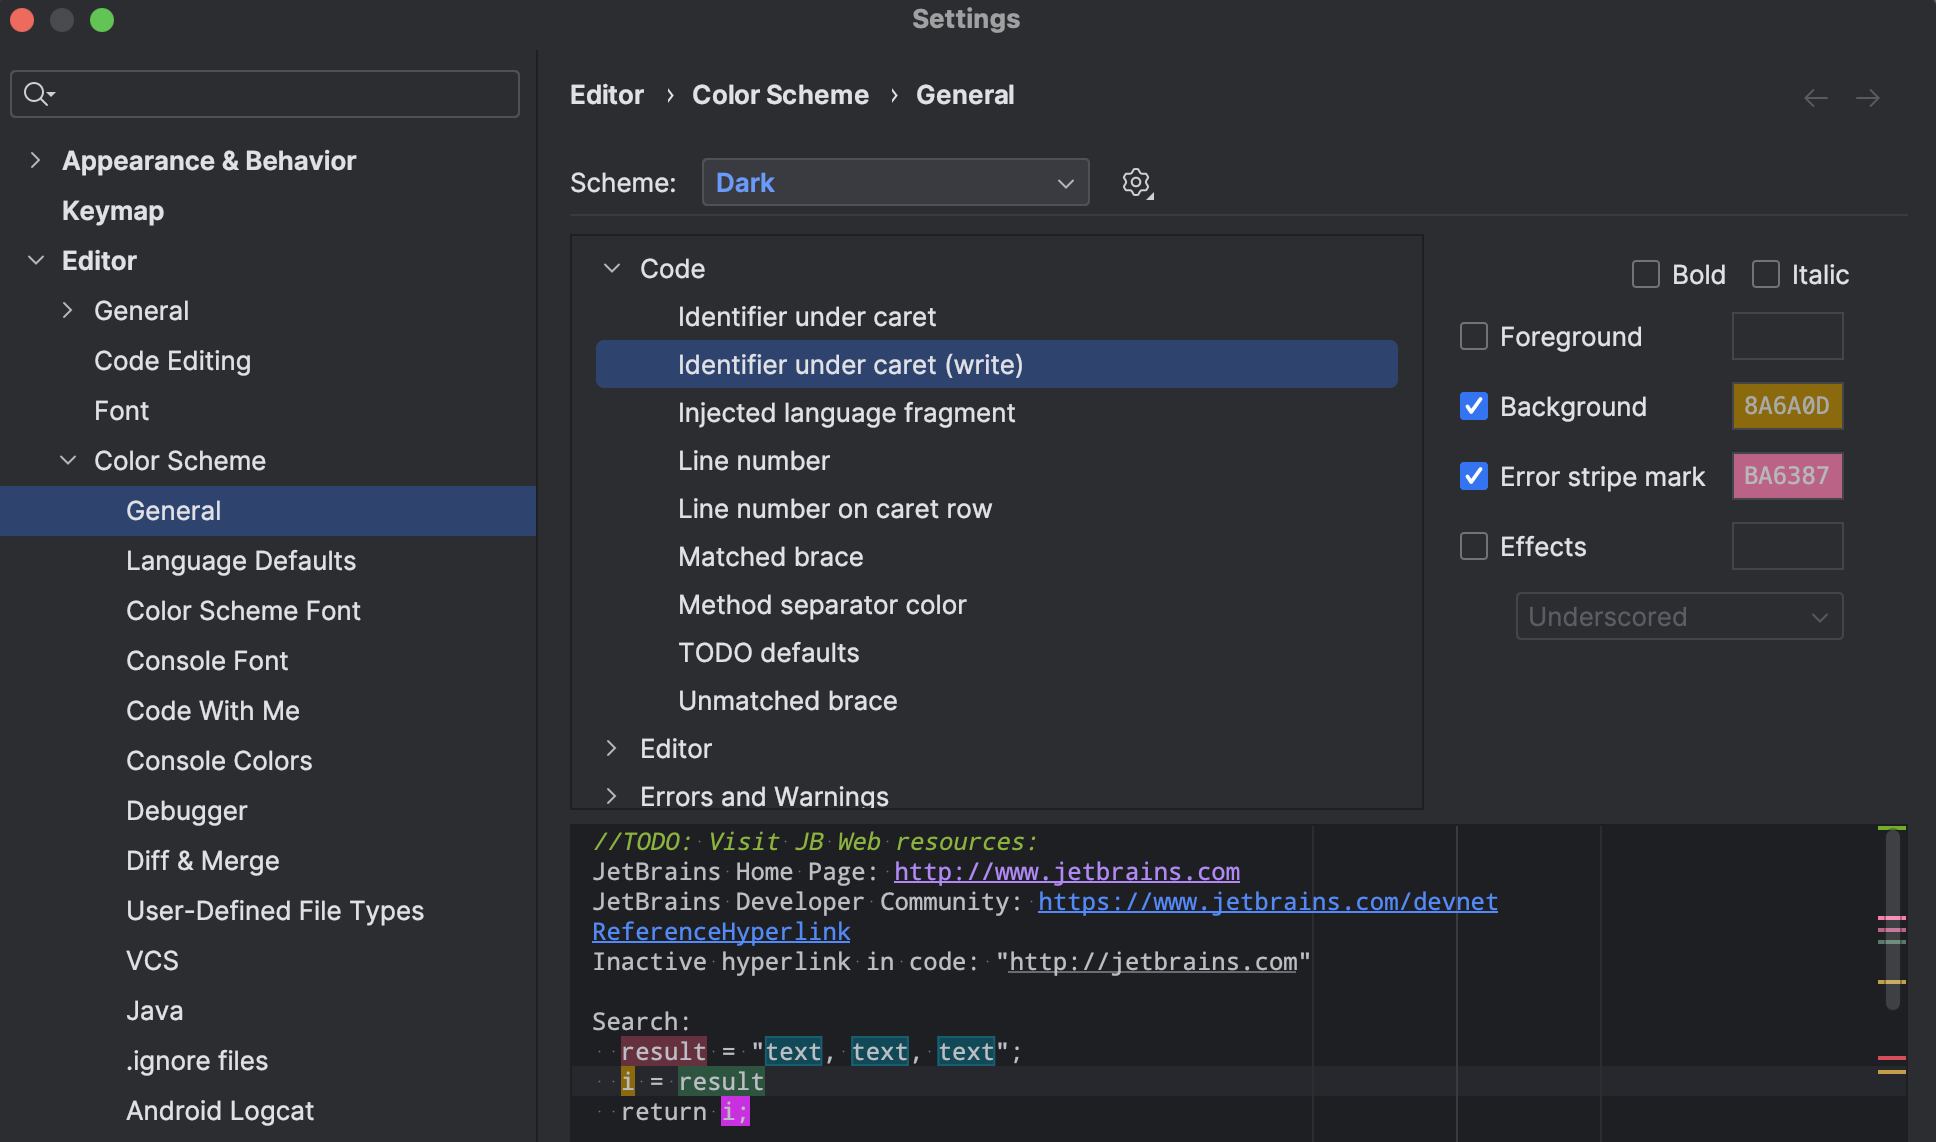 Settings
Appearance & Behavior
Keymap
Editor
General
Code Editing
Font
Color Scheme
General
Language Defaults
Color Scheme Font
Console Font
Code With Me
Console Colors
Debugger
Diff & Merge
User-Defined File Types
VCS
Java
.ignore files
Android Logcat
Editor › Color Scheme › General
Scheme: Dark
Code
Identifier under caret
Identifier under caret (write)
Injected language fragment
Line number
Line number on caret row
Matched brace
Method separator color
TODO defaults
Unmatched brace
Editor
Errors and Warnings
Bold Italic
Foreground
Background 8A6A0D
Error stripe mark BA6387
Effects
Underscored
//TODO: Visit JB Web resources:
JetBrains Home Page: http://www.jetbrains.com
JetBrains Developer Community: https://www.jetbrains.com/devnet
ReferenceHyperlink
Inactive hyperlink in code: "http://jetbrains.com"
Search:
result = "text, text, text";
i = result
return i;